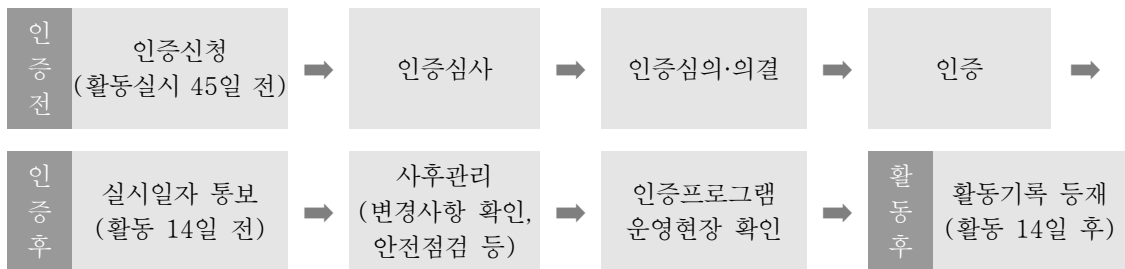 인증전
인증신청
(활동실시 45일 전)
➡
인증심사
➡
인증심의·의결
➡
인증
➡
인증후
실시일자 통보
(활동 14일 전)
➡
사후관리
(변경사항 확인,
안전점검 등)
➡
인증프로그램
운영현장 확인
➡
활동후
활동기록 등재
(활동 14일 후)